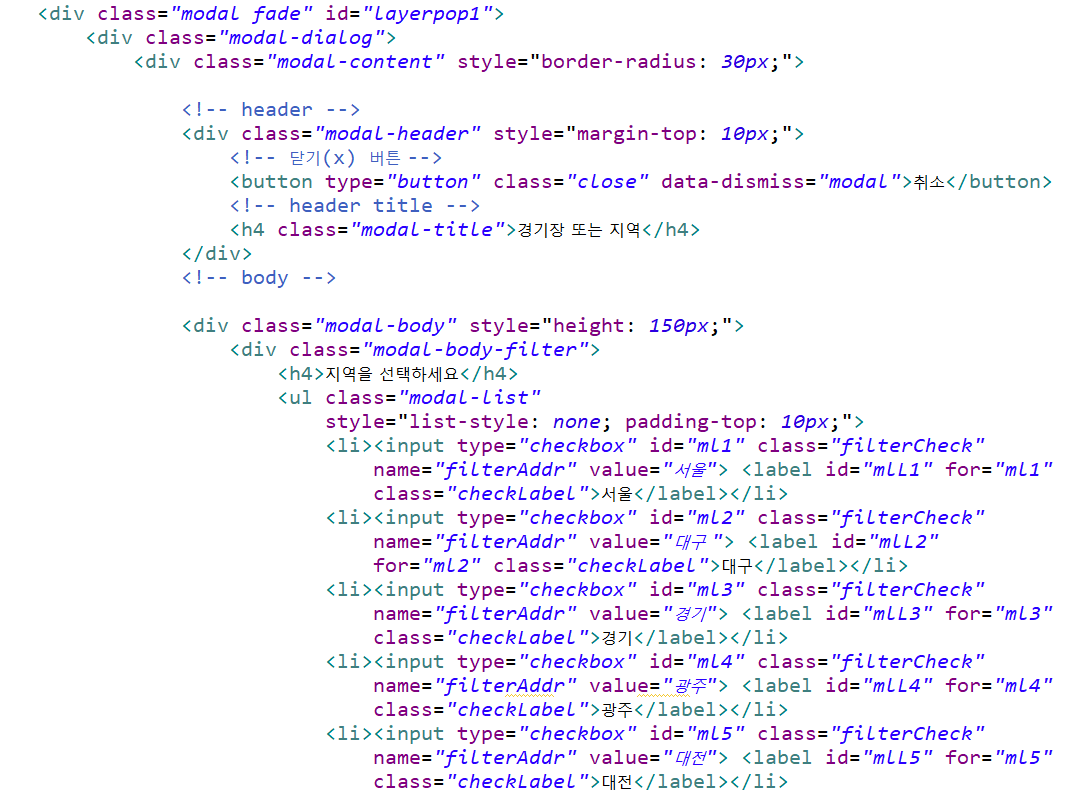 <div class="modal fade" id="layerpop1">
<div class="modal-dialog">
<div class="modal-content" style="border-radius: 30px;">
<!-- header -->
<div class="modal-header" style="margin-top: 10px;">
<!-- 닫기(x) 버튼 -->
<button type="button" class="close" data-dismiss="modal">취소</button>
<!-- header title -->
<h4 class="modal-title">경기장 또는 지역</h4>
</div>
<!-- body -->
<div class="modal-body" style="height: 150px;">
<div class="modal-body-filter">
<h4>지역을 선택하세요</h4>
<ul class="modal-list"
style="list-style: none; padding-top: 10px;">
<li><input type="checkbox" id="ml1" class="filterCheck"
name="filterAddr" value="서울"> <label id="mlL1" for="ml1"
class="checkLabel">서울</label></li>
<li><input type="checkbox" id="ml2" class="filterCheck"
name="filterAddr" value="대구 "> <label id="mlL2"
for="ml2" class="checkLabel">대구</label></li>
<li><input type="checkbox" id="ml3" class="filterCheck"
name="filterAddr" value="경기"> <label id="mlL3" for="ml3"
class="checkLabel">경기</label></li>
<li><input type="checkbox" id="ml4" class="filterCheck"
name="filterAddr" value="광주"> <label id="mlL4" for="ml4"
class="checkLabel">광주</label></li>
<li><input type="checkbox" id="ml5" class="filterCheck"
name="filterAddr" value="대전"> <label id="mlL5" for="ml5"
class="checkLabel">대전</label></li>